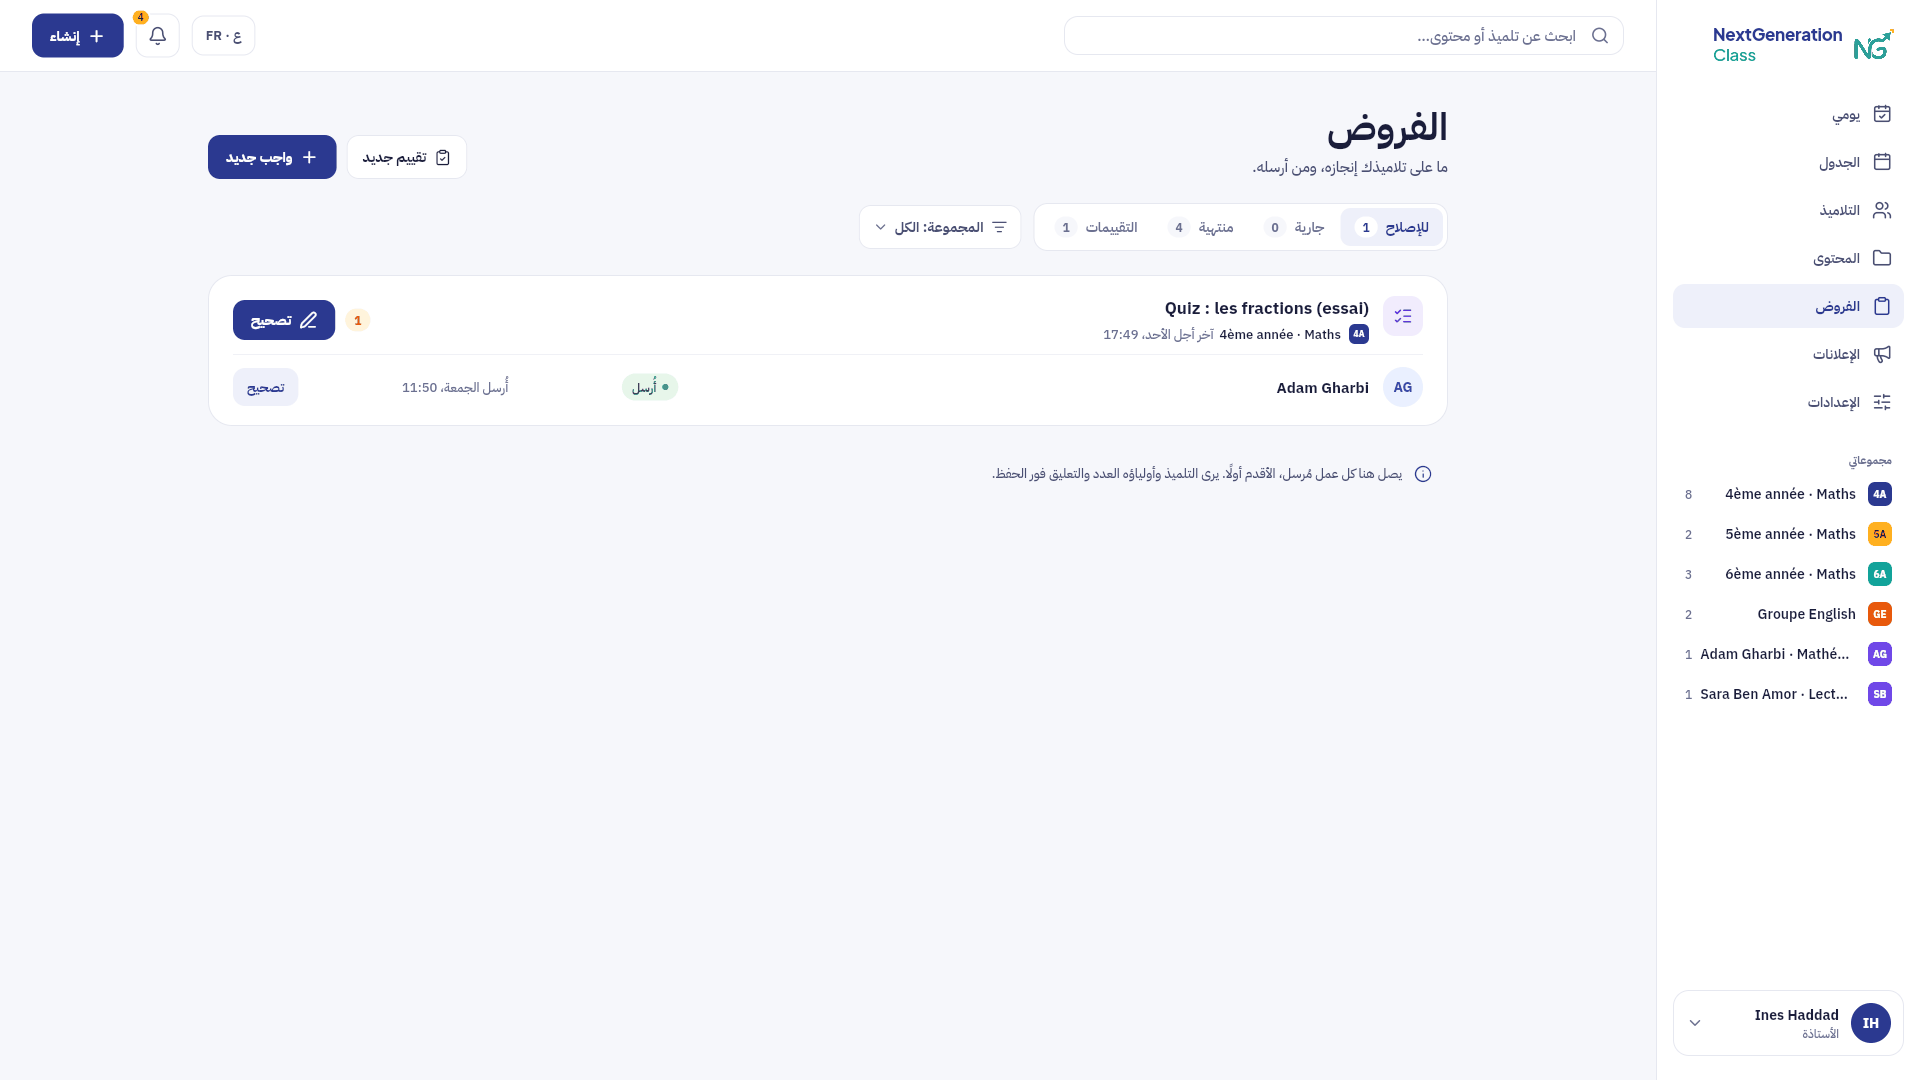 NextGeneration
Class
NG
يومي
الجدول
التلاميذ
المحتوى
الفروض
الإعلانات
الإعدادات
مجموعاتي
4A 4ème année · Maths 8
5A 5ème année · Maths 2
6A 6ème année · Maths 3
GE Groupe English 2
AG Adam Gharbi · Mathé... 1
SB Sara Ben Amor · Lect... 1
IH Ines Haddad
الأستاذة
ابحث عن تلميذ أو محتوى...
ع · FR
4
إنشاء
الفروض
ما على تلاميذك إنجازه، ومن أرسله.
تقييم جديد
واجب جديد
للإصلاح 1
جارية 0
منتهية 4
التقييمات 1
المجموعة: الكل
Quiz : les fractions (essai)
4A 4ème année · Maths آخر أجل الأحد، 17:49
1
تصحيح
AG Adam Gharbi
أُرسل
أُرسل الجمعة، 11:50
تصحيح
يصل هنا كل عمل مُرسل، الأقدم أولًا. يرى التلميذ وأولياؤه العدد والتعليق فور الحفظ.